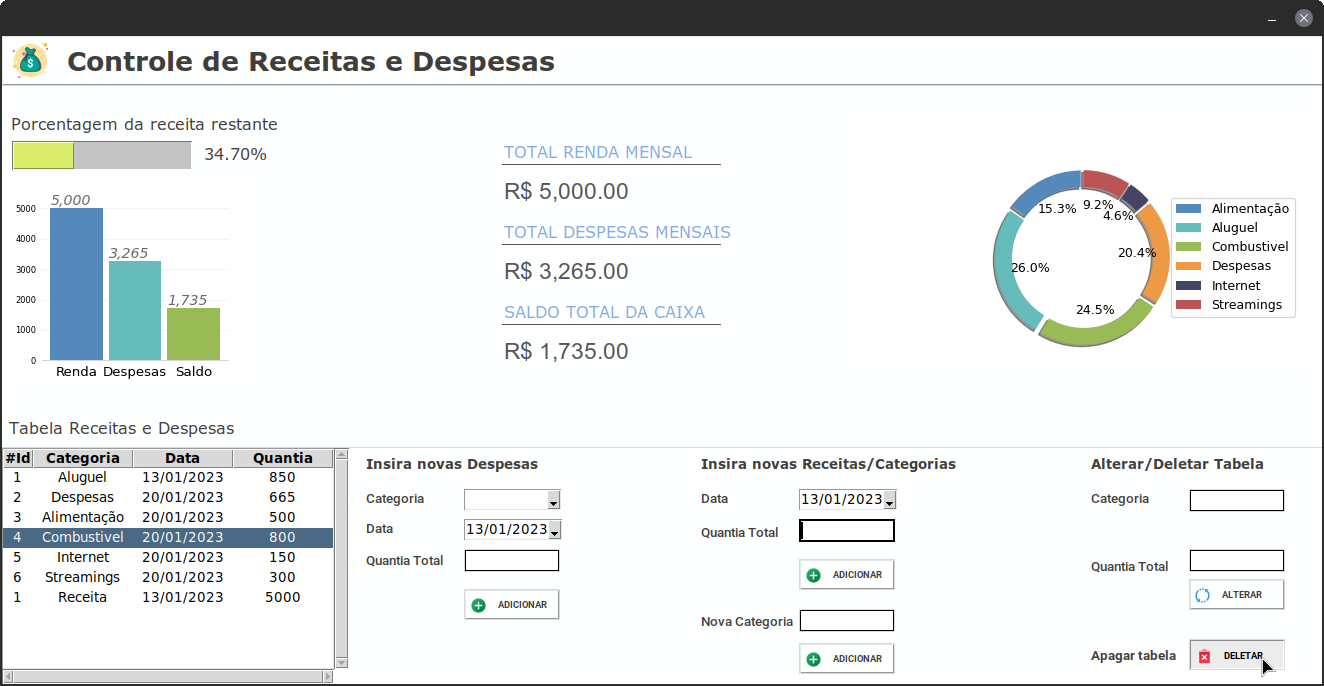 Controle de Receitas e Despesas
Porcentagem da receita restante
34.70%
5,000
3,265
1,735
5000
4000
3000
2000
1000
0
Renda Despesas Saldo
TOTAL RENDA MENSAL
R$ 5,000.00
TOTAL DESPESAS MENSAIS
R$ 3,265.00
SALDO TOTAL DA CAIXA
R$ 1,735.00
15.3%
9.2%
4.6%
20.4%
26.0%
24.5%
Alimentação
Aluguel
Combustivel
Despesas
Internet
Streamings
Tabela Receitas e Despesas
#Id Categoria Data Quantia
1 Aluguel 13/01/2023 850
2 Despesas 20/01/2023 665
3 Alimentação 20/01/2023 500
4 Combustivel 20/01/2023 800
5 Internet 20/01/2023 150
6 Streamings 20/01/2023 300
1 Receita 13/01/2023 5000
Insira novas Despesas
Categoria
Data 13/01/2023
Quantia Total
ADICIONAR
Insira novas Receitas/Categorias
Data 13/01/2023
Quantia Total
ADICIONAR
Nova Categoria
ADICIONAR
Alterar/Deletar Tabela
Categoria
Quantia Total
ALTERAR
Apagar tabela DELETAR